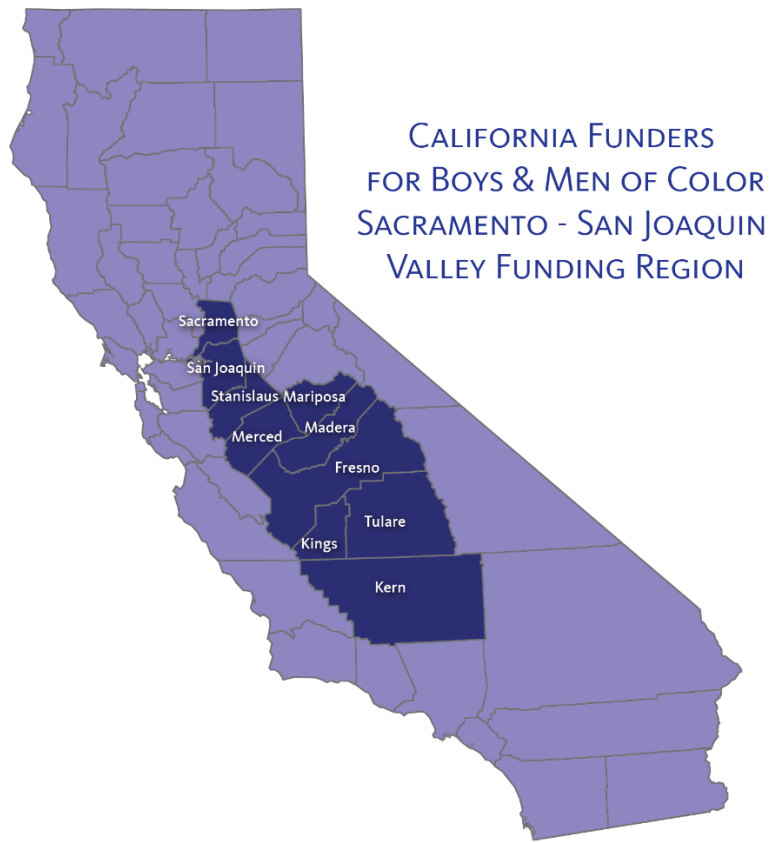 California Funders
for Boys & Men of Color
Sacramento - San Joaquin
Valley Funding Region
Sacramento
San Joaquin
Stanislaus
Mariposa
Madera
Merced
Fresno
Tulare
Kings
Kern